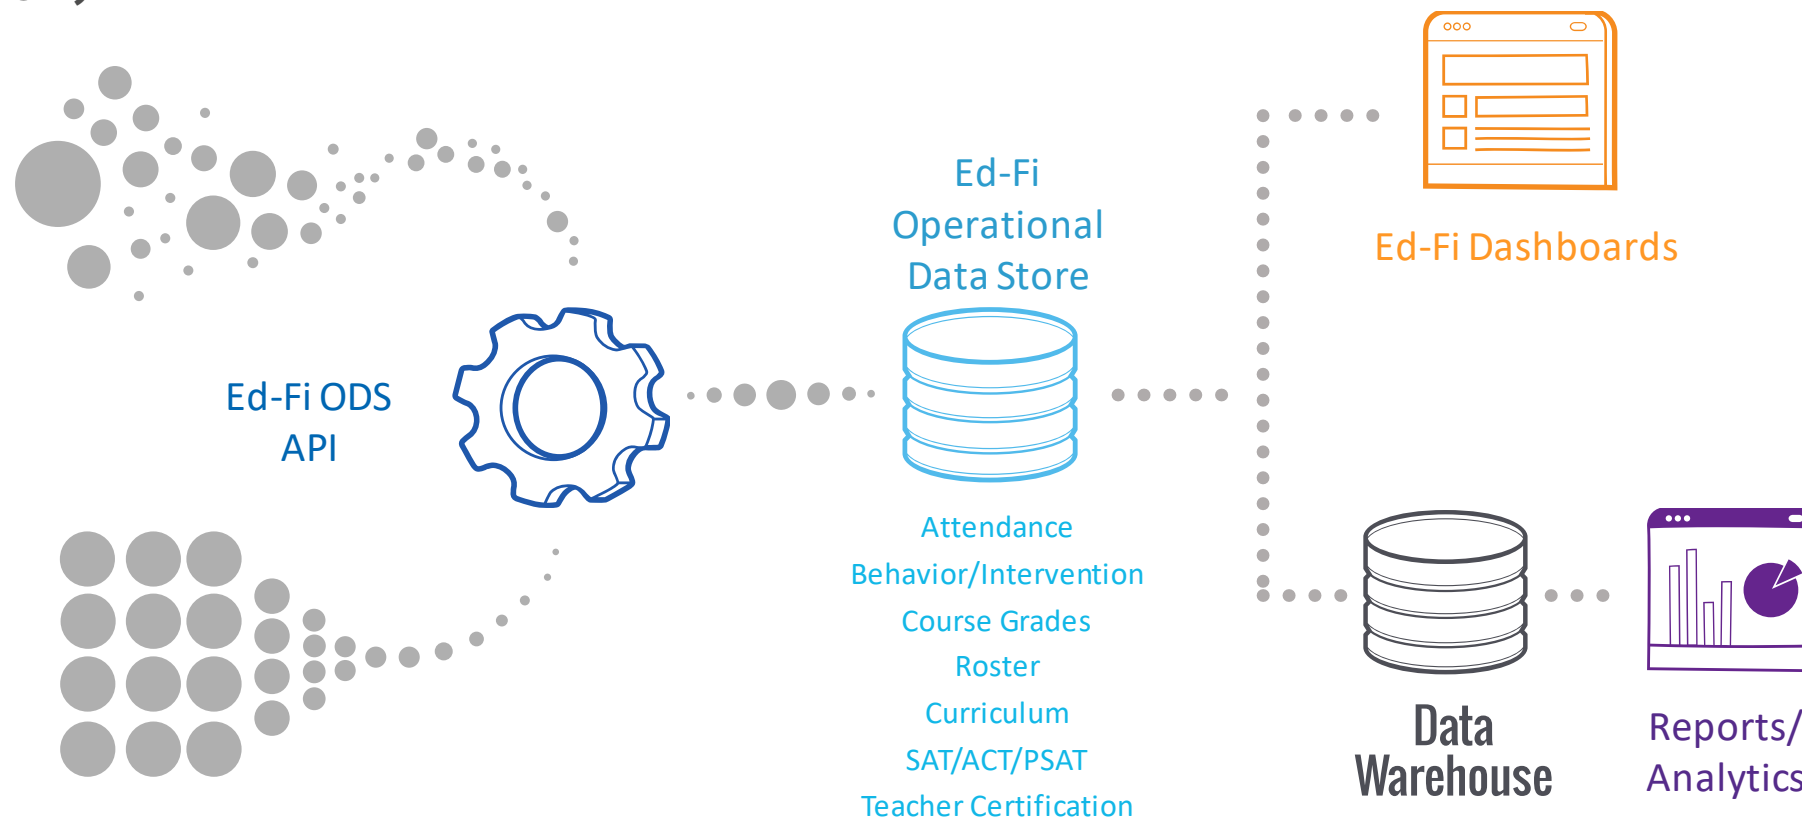 Ed-Fi ODS
API
Ed-Fi
Operational
Data Store
Attendance
Behavior/Intervention
Course Grades
Roster
Curriculum
SAT/ACT/PSAT
Teacher Certification
Ed-Fi Dashboards
Data
Warehouse
Reports/
Analytics